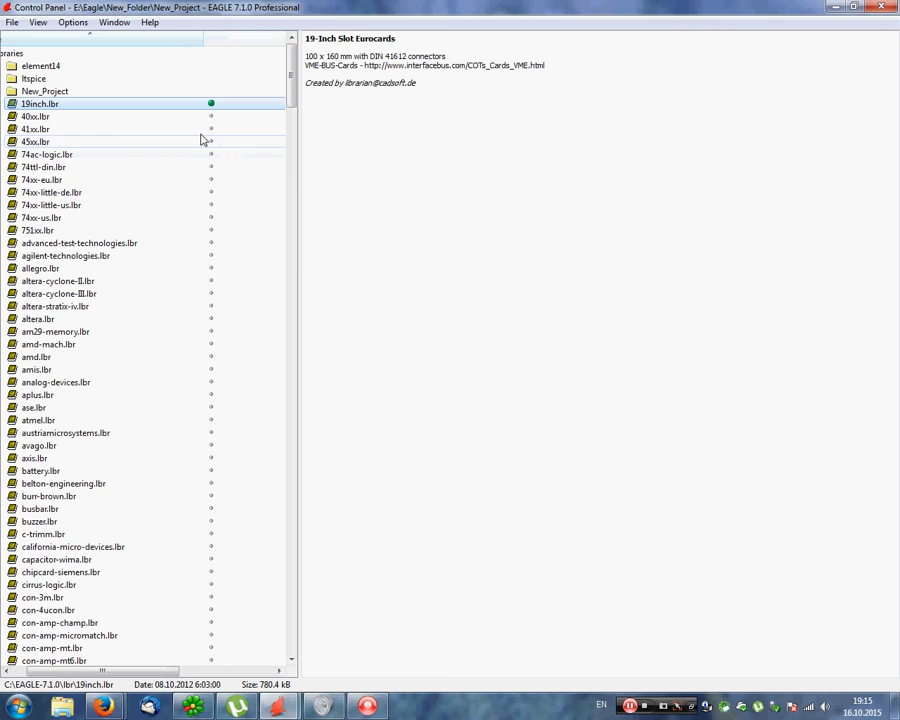 Control Panel - E:\Eagle\New_Folder\New_Project - EAGLE 7.1.0 Professional
File View Options Window Help
braries
element14
ltspice
New_Project
19inch.lbr
40xx.lbr
41xx.lbr
45xx.lbr
74ac-logic.lbr
74ttl-din.lbr
74xx-eu.lbr
74xx-little-de.lbr
74xx-little-us.lbr
74xx-us.lbr
751xx.lbr
advanced-test-technologies.lbr
agilent-technologies.lbr
allegro.lbr
altera-cyclone-II.lbr
altera-cyclone-III.lbr
altera-stratix-iv.lbr
altera.lbr
am29-memory.lbr
amd-mach.lbr
amd.lbr
amis.lbr
analog-devices.lbr
aplus.lbr
ase.lbr
atmel.lbr
austriamicrosystems.lbr
avago.lbr
axis.lbr
battery.lbr
belton-engineering.lbr
burr-brown.lbr
busbar.lbr
buzzer.lbr
c-trimm.lbr
california-micro-devices.lbr
capacitor-wima.lbr
chipcard-siemens.lbr
cirrus-logic.lbr
con-3m.lbr
con-4ucon.lbr
con-amp-champ.lbr
con-amp-micromatch.lbr
con-amp-mt.lbr
con-amp-mt6.lbr
19-Inch Slot Eurocards
100 x 160 mm with DIN 41612 connectors
VME-BUS-Cards - http://www.interfacebus.com/COTs_Cards_VME.html
Created by librarian@cadsoft.de
C:\EAGLE-7.1.0\lbr\19inch.lbr Date: 08.10.2012 6:03:00 Size: 780.4 kB
EN
19:15
16.10.2015